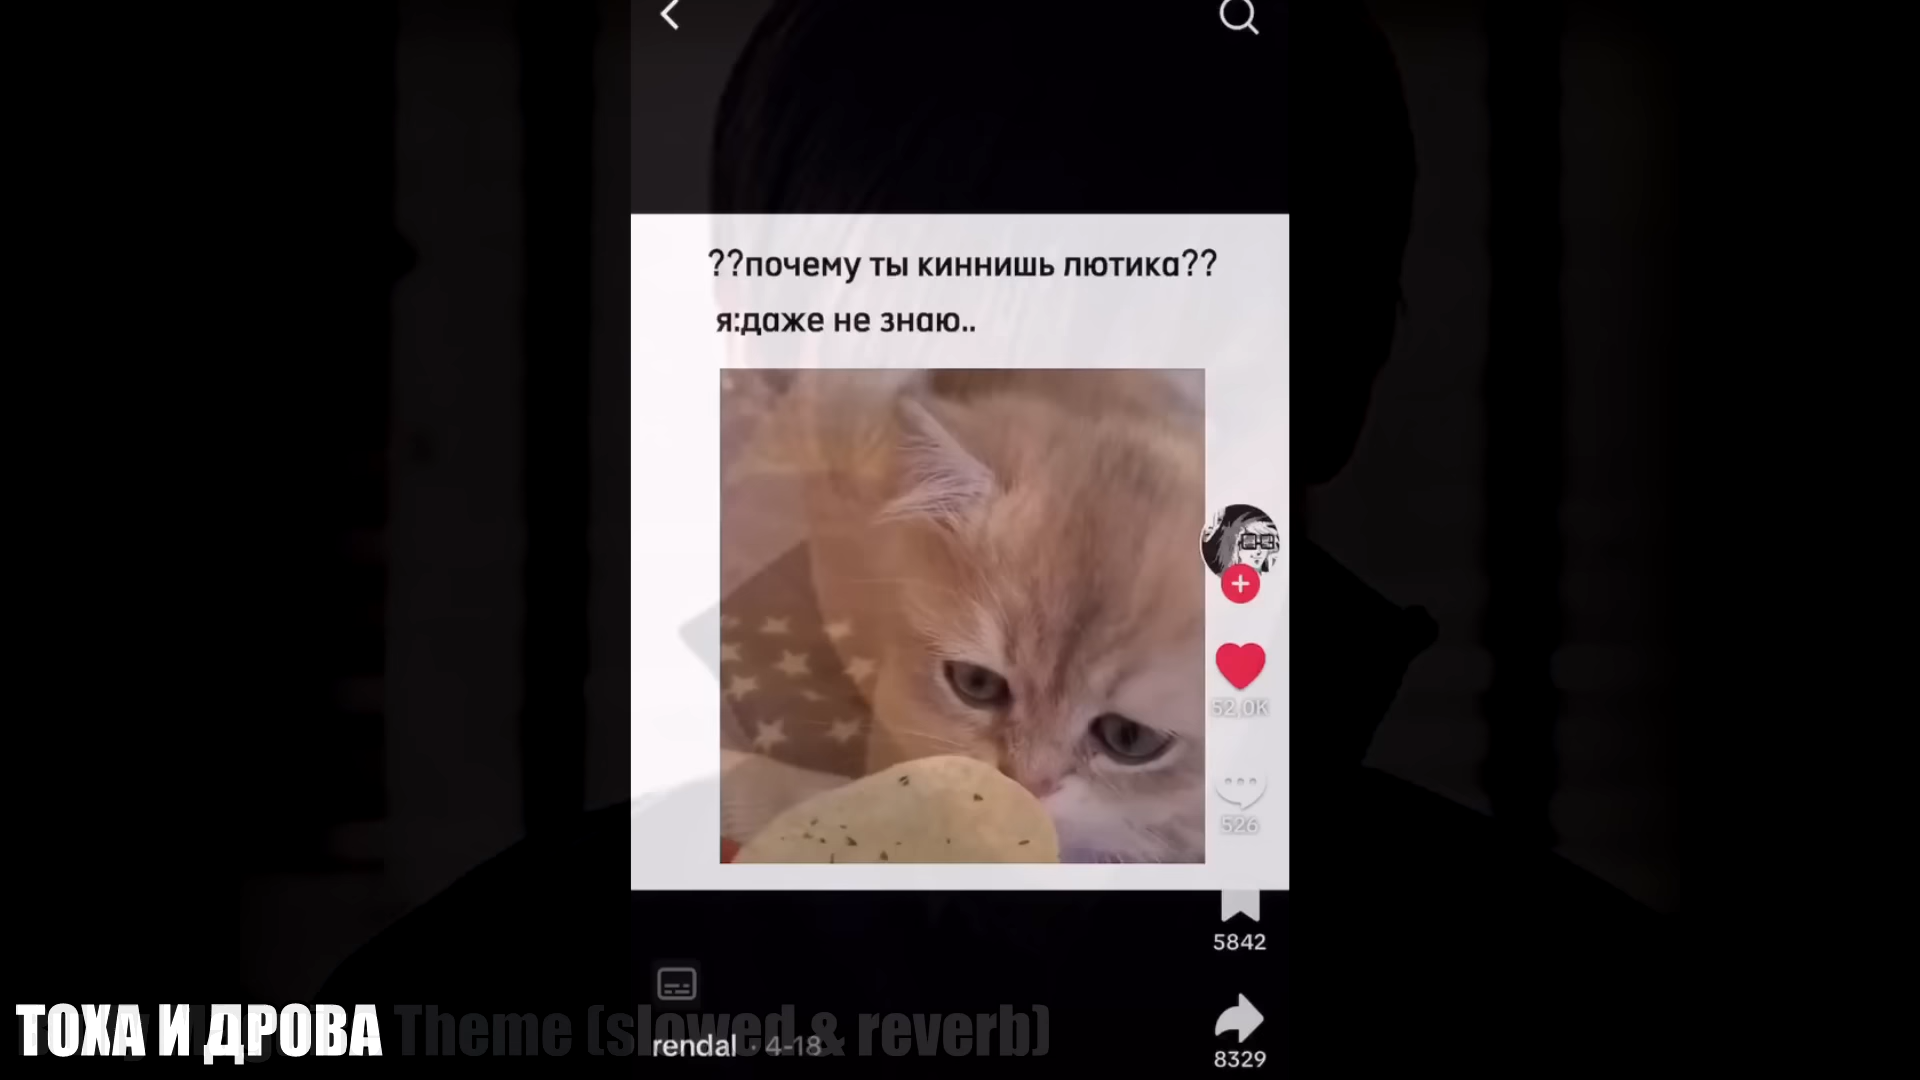 ??почему ты киннишь лютика??
я:даже не знаю..
52,0K
526
5842
ТОХА И ДРОВА
Theme (slowed & reverb)
rendal · 4-18
8329